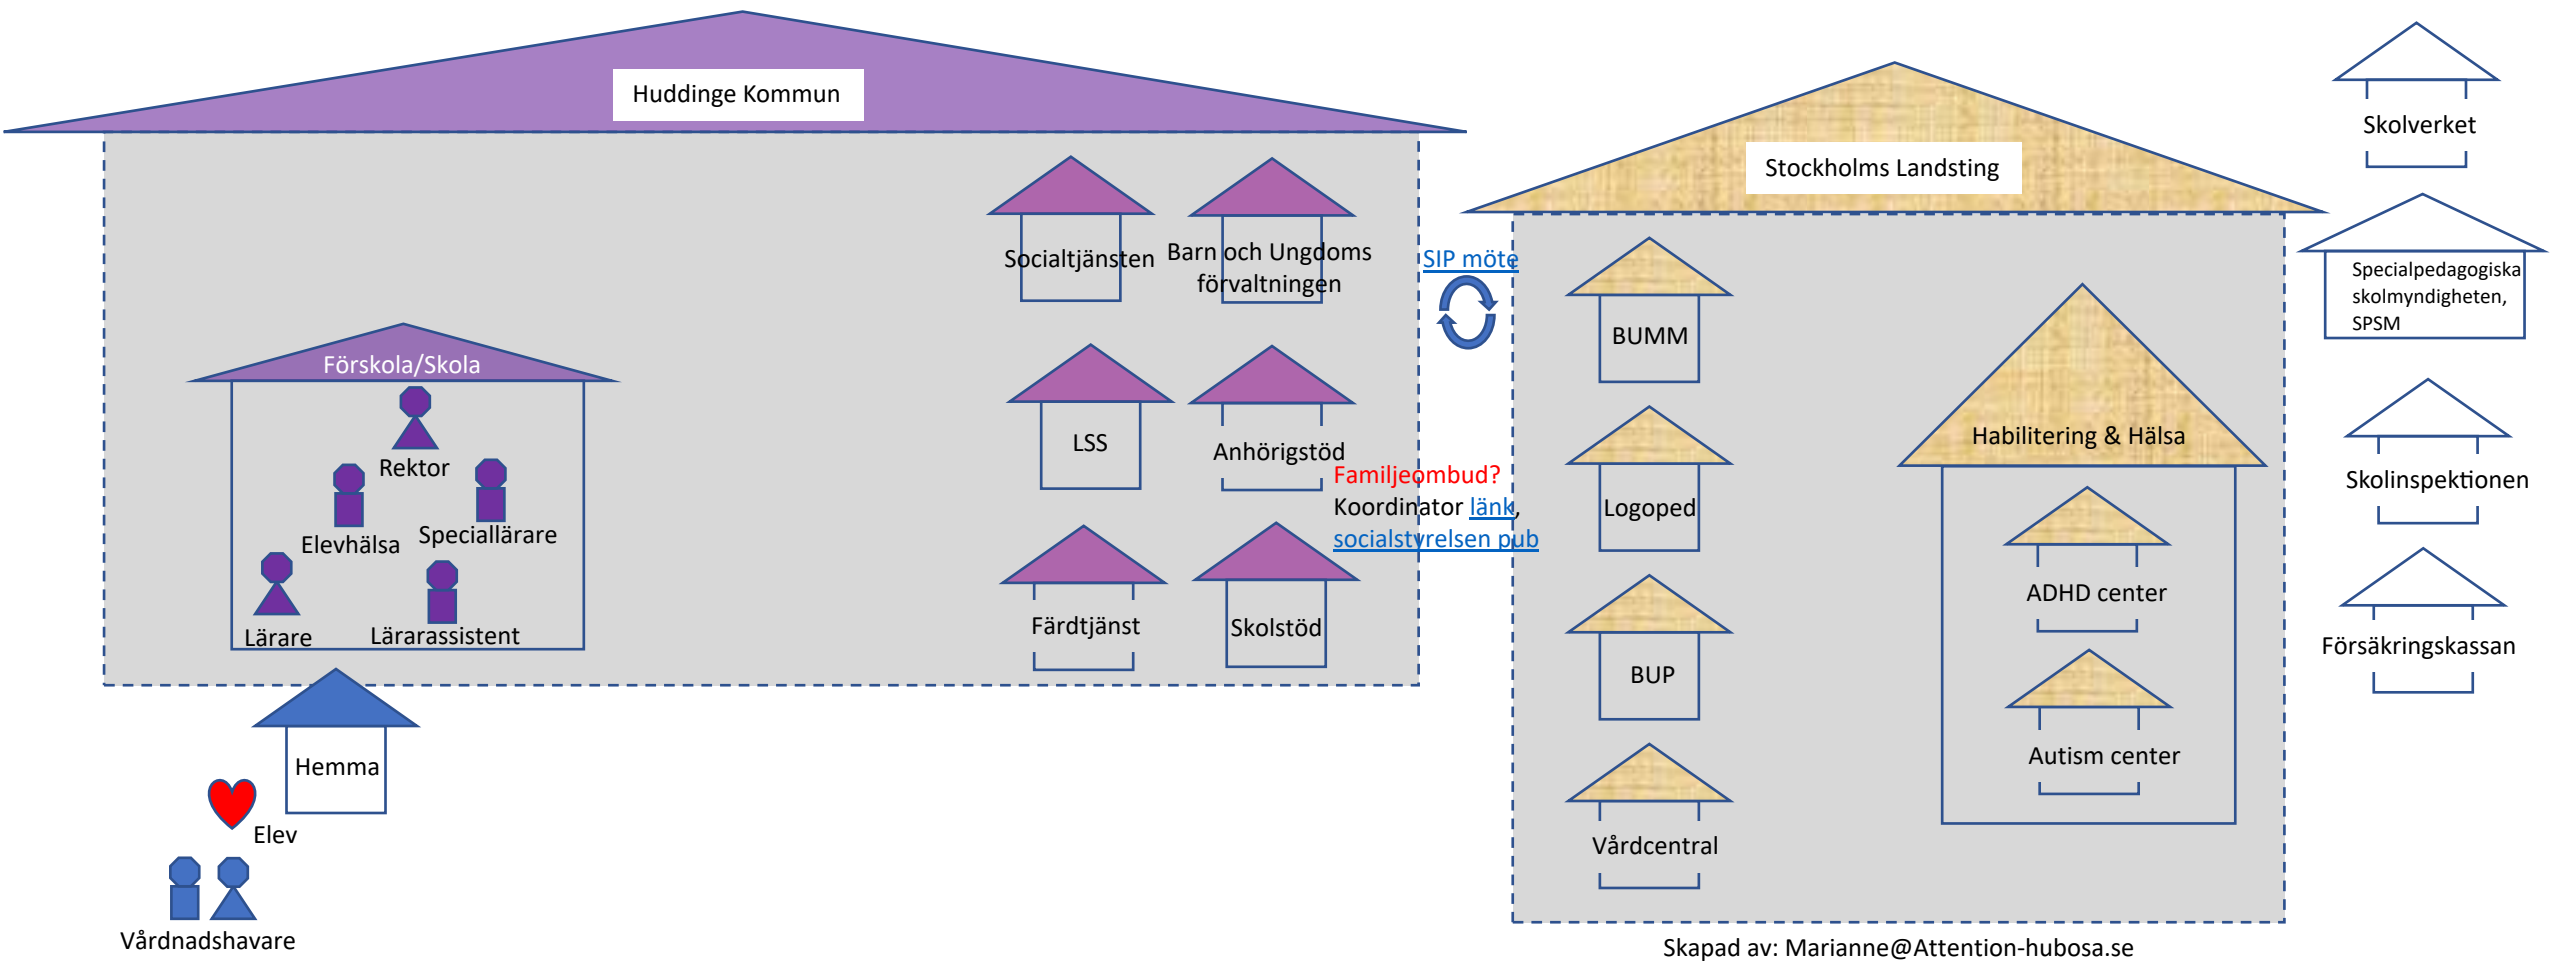 Huddinge Kommun
Socialtjänsten
Barn och Ungdoms
förvaltningen
Förskola/Skola
Rektor
Elevhälsa
Speciallärare
Lärare
Lärarassistent
LSS
Anhörigstöd
Färdtjänst
Skolstöd
Hemma
Elev
Vårdnadshavare
SIP möte
Familjeombud?
Koordinator länk,
socialstyrelsen pub
Stockholms Landsting
BUMM
Logoped
BUP
Vårdcentral
Habilitering & Hälsa
ADHD center
Autism center
Skolverket
Specialpedagogiska
skolmyndigheten,
SPSM
Skolinspektionen
Försäkringskassan
Skapad av: Marianne@Attention-hubosa.se